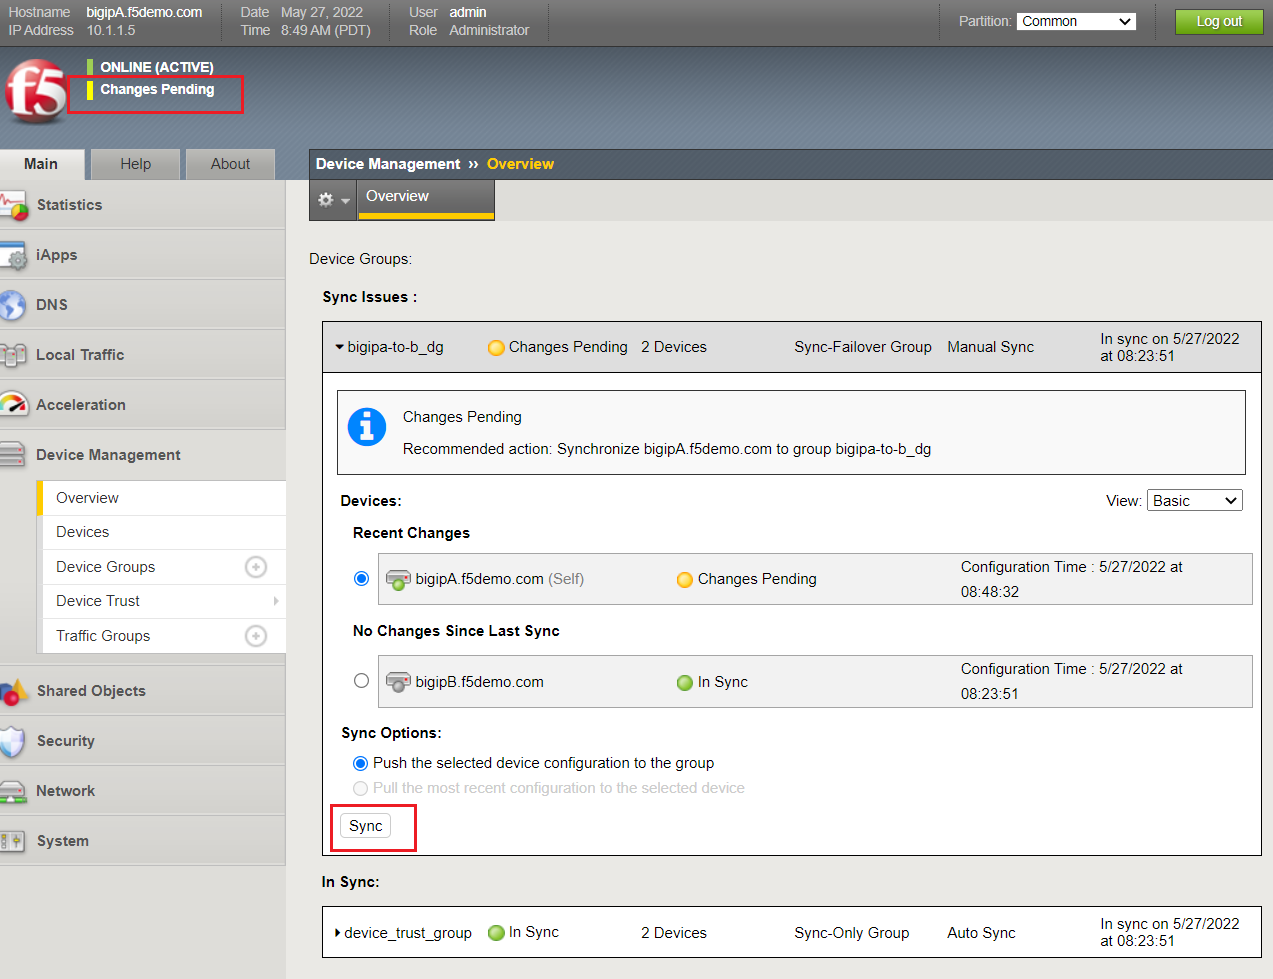 Hostname bigipA.f5demo.com Date May 27, 2022 User admin Partition: Common Log out
IP Address 10.1.1.5 Time 8:49 AM (PDT) Role Administrator
f5
ONLINE (ACTIVE)
Changes Pending
Main Help About
Device Management ›› Overview
Overview
Statistics
iApps
DNS
Local Traffic
Acceleration
Device Management
Overview
Devices
Device Groups
Device Trust
Traffic Groups
Shared Objects
Security
Network
System
Device Groups:
Sync Issues :
bigipa-to-b_dg Changes Pending 2 Devices Sync-Failover Group Manual Sync In sync on 5/27/2022
at 08:23:51
Changes Pending
Recommended action: Synchronize bigipA.f5demo.com to group bigipa-to-b_dg
Devices: View: Basic
Recent Changes
bigipA.f5demo.com (Self) Changes Pending Configuration Time : 5/27/2022 at
08:48:32
No Changes Since Last Sync
bigipB.f5demo.com In Sync Configuration Time : 5/27/2022 at
08:23:51
Sync Options:
Push the selected device configuration to the group
Pull the most recent configuration to the selected device
Sync
In Sync:
device_trust_group In Sync 2 Devices Sync-Only Group Auto Sync In sync on 5/27/2022
at 08:23:51